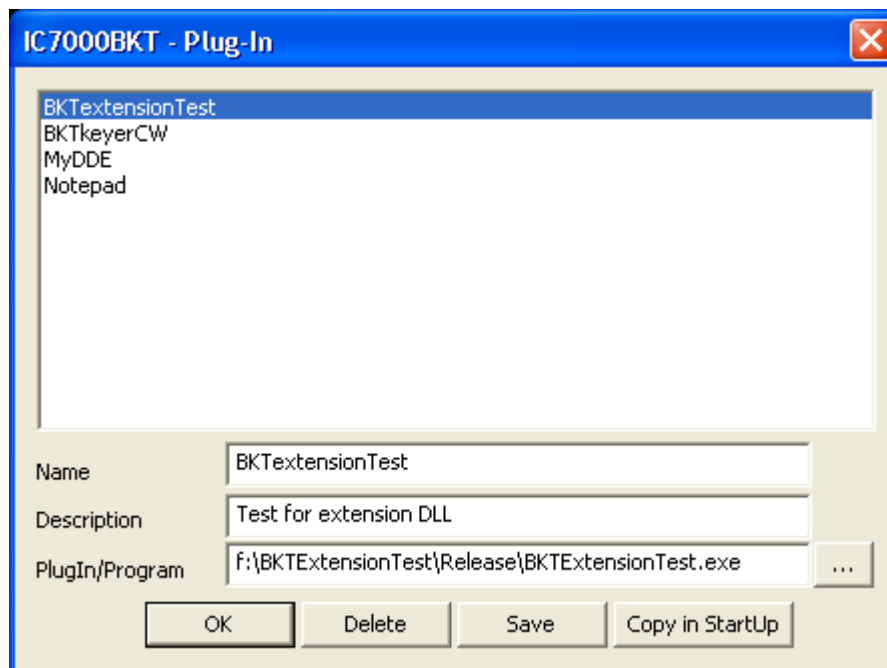 IC7000BKT - Plug-In
BKTextensionTest
BKTkeyerCW
MyDDE
Notepad
Name BKTextensionTest
Description Test for extension DLL
PlugIn/Program f:\BKTExtensionTest\Release\BKTExtensionTest.exe ...
OK Delete Save Copy in StartUp